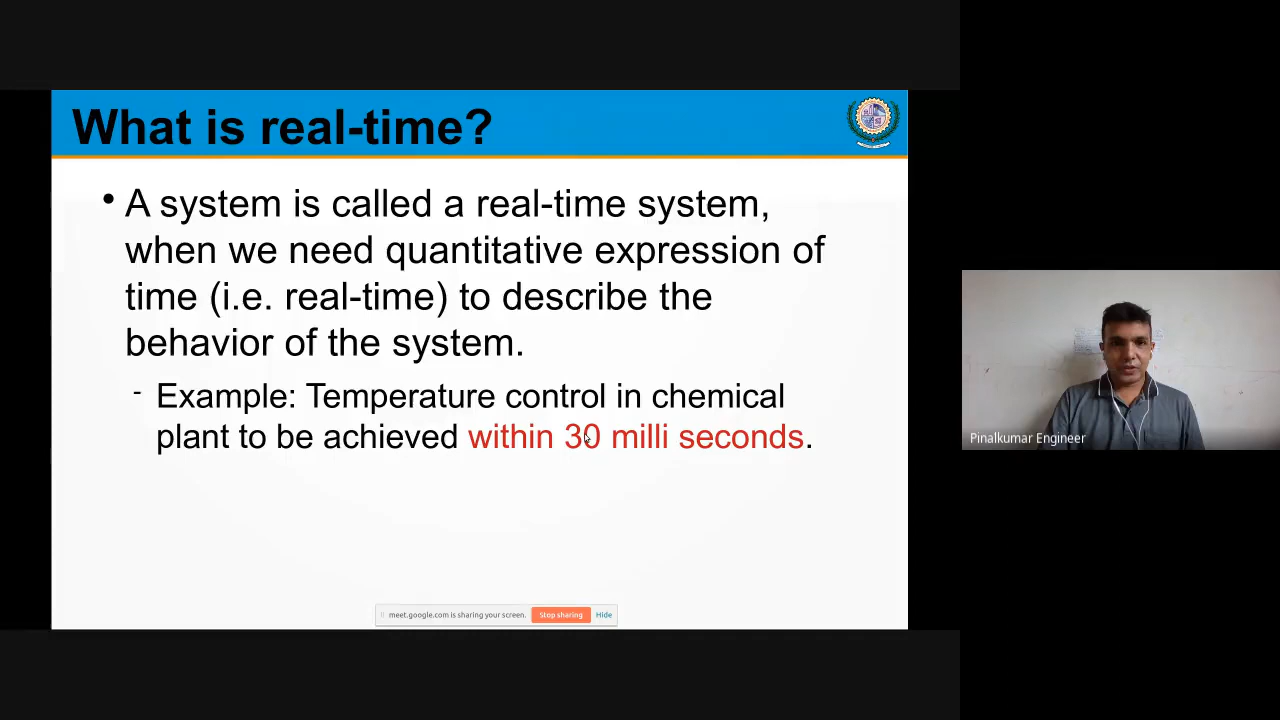 What is real-time?
• A system is called a real-time system,
when we need quantitative expression of
time (i.e. real-time) to describe the
behavior of the system.
- Example: Temperature control in chemical
plant to be achieved within 30 milli seconds.
meet.google.com is sharing your screen. Stop sharing Hide
Pinalkumar Engineer